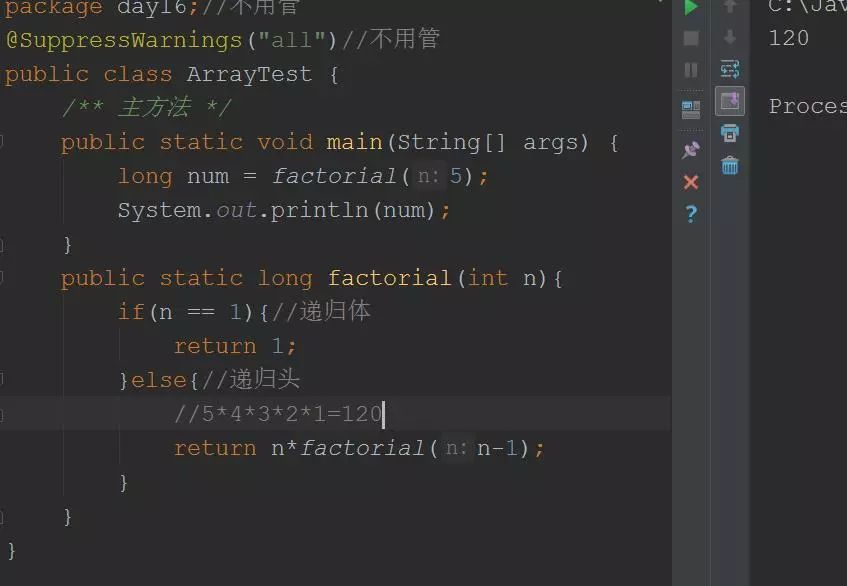 package day16;//不用管
@SuppressWarnings("all")//不用管
public class ArrayTest {
/** 主方法 */
public static void main(String[] args) {
long num = factorial( n: 5);
System.out.println(num);
}
public static long factorial(int n){
if(n == 1){//递归体
return 1;
}else{//递归头
//5*4*3*2*1=120
return n*factorial( n: n-1);
}
}
}
C:\Jav
120
Proces